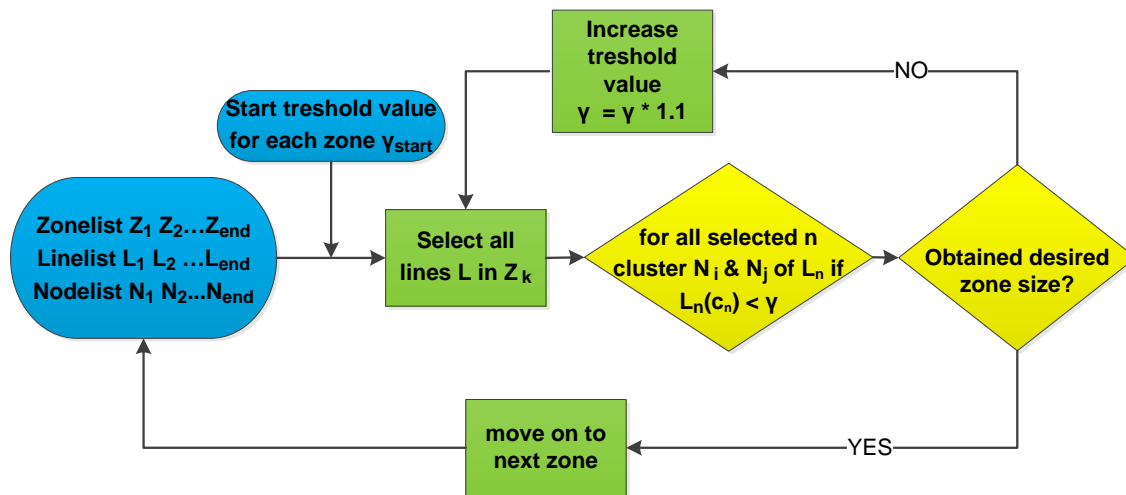 Increase
treshold
value
γ = γ * 1.1
NO
Start treshold value
for each zone γstart
Zonelist Z1 Z2...Zend
Linelist L1 L2 ...Lend
Nodelist N1 N2...Nend
Select all
lines L in Zk
for all selected n
cluster Ni & Nj of Ln if
Ln(cn) < γ
Obtained desired
zone size?
move on to
next zone
YES